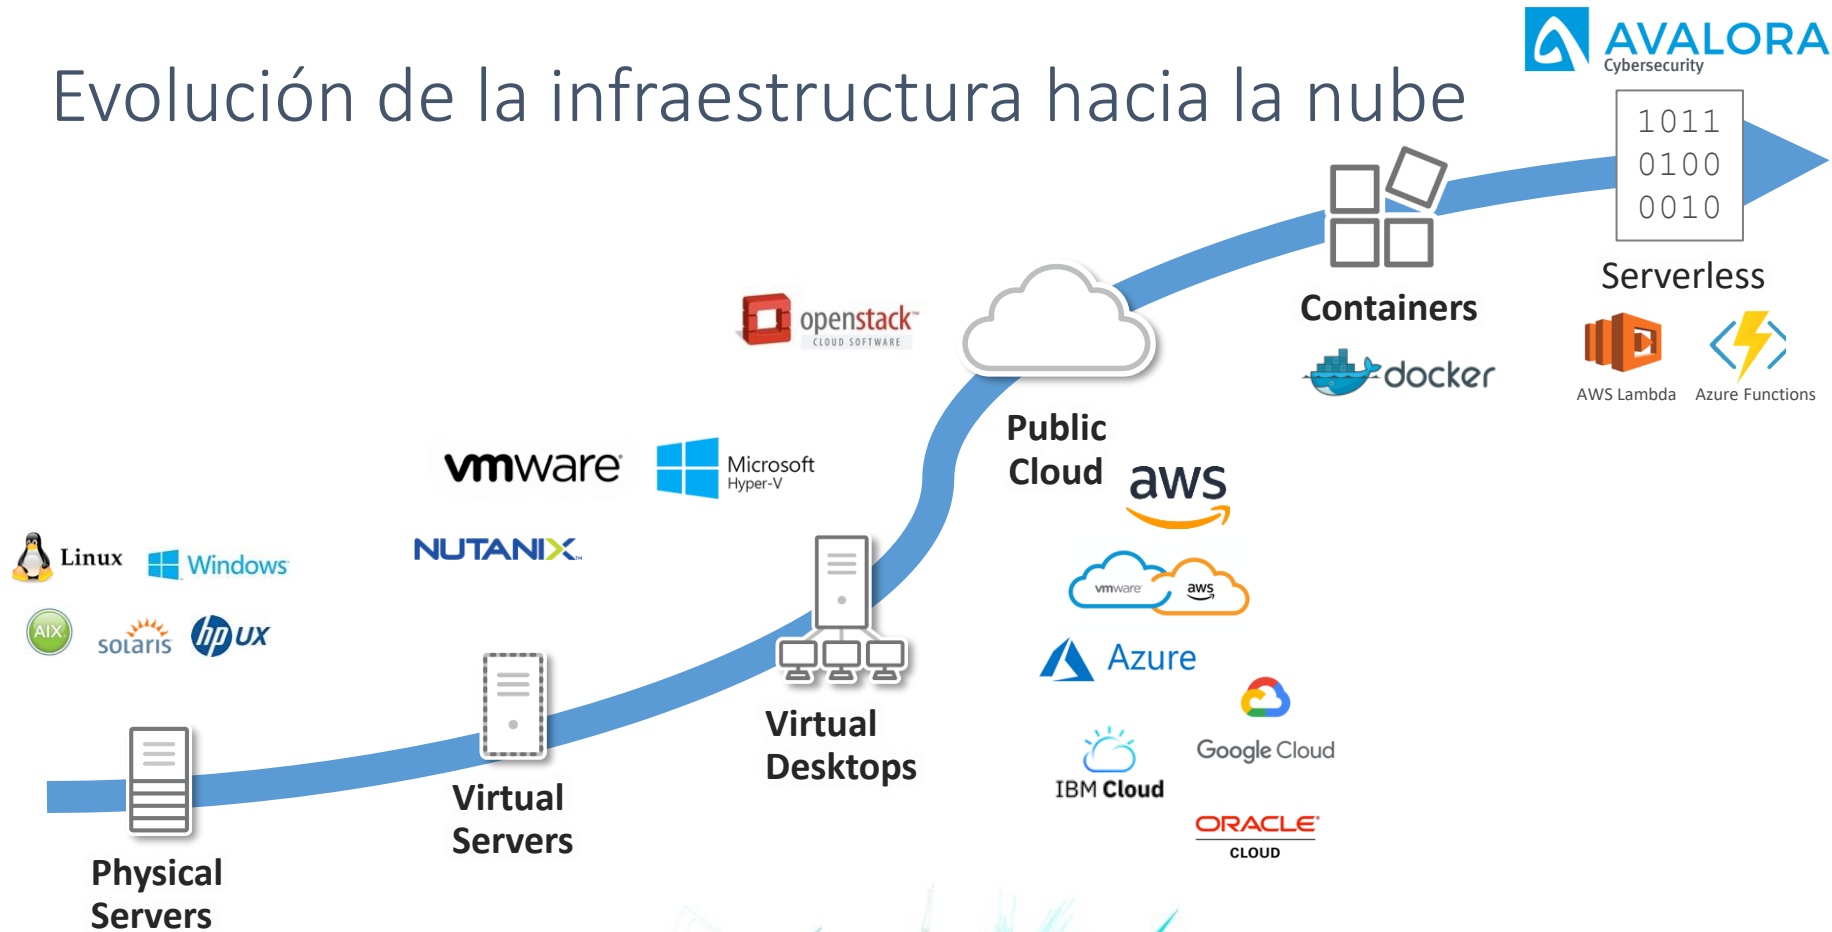 AVALORA
Cybersecurity
Evolución de la infraestructura hacia la nube
1011
0100
0010
Serverless
AWS Lambda
Azure Functions
Containers
docker
openstack™
CLOUD SOFTWARE
Public
Cloud
aws
vmware
aws
Azure
Google Cloud
IBM Cloud
ORACLE®
CLOUD
vmware®
Microsoft
Hyper-V
NUTANIX™
Linux
Windows
AIX
solaris
hp UX
Virtual
Desktops
Virtual
Servers
Physical
Servers